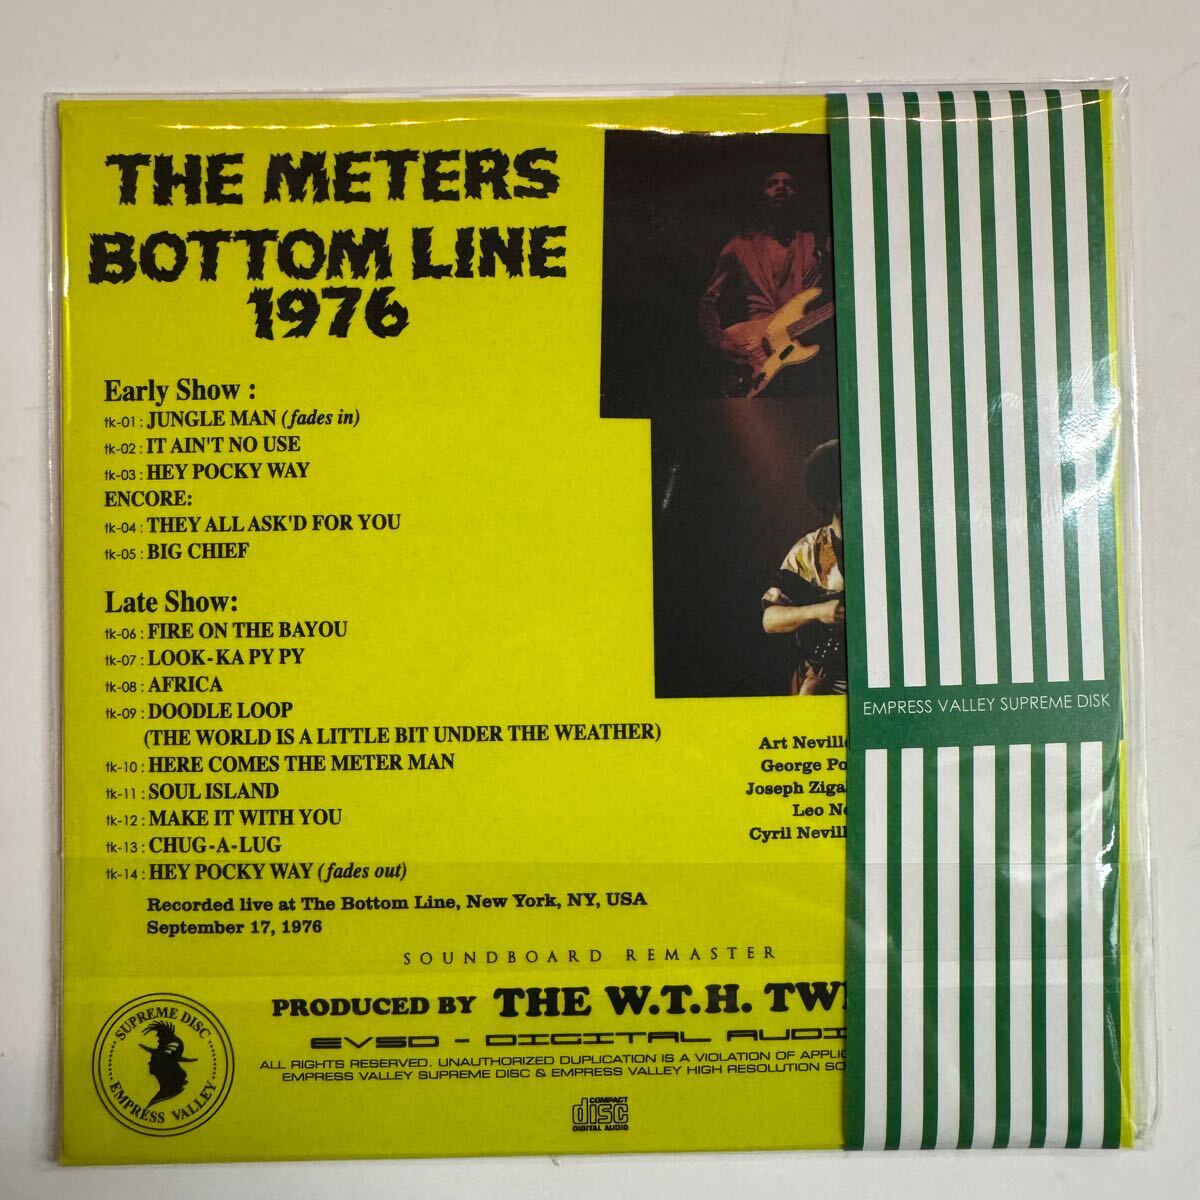 THE METERS
BOTTOM LINE
1976
Early Show :
tk-01 : JUNGLE MAN (fades in)
tk-02 : IT AIN'T NO USE
tk-03 : HEY POCKY WAY
ENCORE:
tk-04 : THEY ALL ASK'D FOR YOU
tk-05 : BIG CHIEF
Late Show:
tk-06 : FIRE ON THE BAYOU
tk-07 : LOOK-KA PY PY
tk-08 : AFRICA
tk-09 : DOODLE LOOP
(THE WORLD IS A LITTLE BIT UNDER THE WEATHER)
tk-10 : HERE COMES THE METER MAN
tk-11 : SOUL ISLAND
tk-12 : MAKE IT WITH YOU
tk-13 : CHUG-A-LUG
tk-14 : HEY POCKY WAY (fades out)
Recorded live at The Bottom Line, New York, NY, USA
September 17, 1976
Art Neville
George Po
Joseph Ziga
Leo No
Cyril Nevill
EMPRESS VALLEY SUPREME DISK
SOUNDBOARD REMASTER
PRODUCED BY THE W.T.H. TW
EVSD - DIGITAL AUDI
ALL RIGHTS RESERVED. UNAUTHORIZED DUPLICATION IS A VIOLATION OF APPLIC
EMPRESS VALLEY SUPREME DISC & EMPRESS VALLEY HIGH RESOLUTION SO
SUPREME DISC
EMPRESS VALLEY
COMPACT
disc
DIGITAL AUDIO